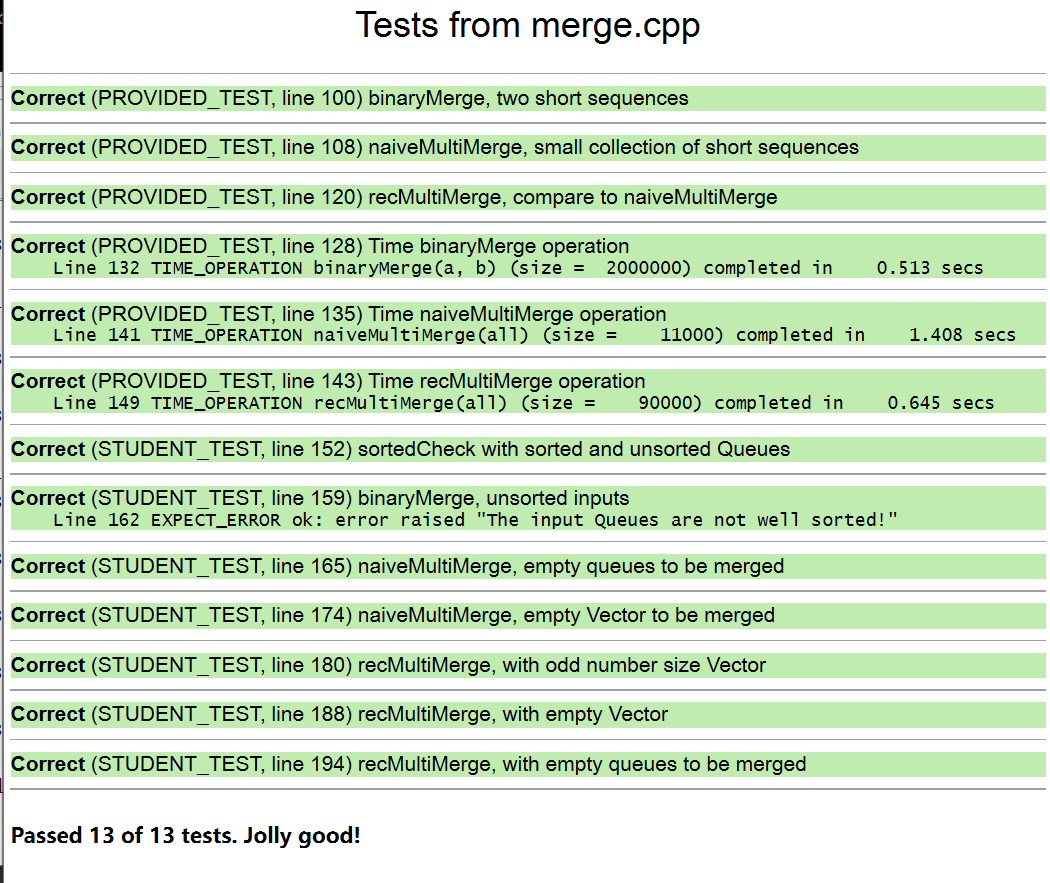 Tests from merge.cpp
Correct (PROVIDED_TEST, line 100) binaryMerge, two short sequences
Correct (PROVIDED_TEST, line 108) naiveMultiMerge, small collection of short sequences
Correct (PROVIDED_TEST, line 120) recMultiMerge, compare to naiveMultiMerge
Correct (PROVIDED_TEST, line 128) Time binaryMerge operation
Line 132 TIME_OPERATION binaryMerge(a, b) (size =  2000000) completed in    0.513 secs
Correct (PROVIDED_TEST, line 135) Time naiveMultiMerge operation
Line 141 TIME_OPERATION naiveMultiMerge(all) (size =    11000) completed in    1.408 secs
Correct (PROVIDED_TEST, line 143) Time recMultiMerge operation
Line 149 TIME_OPERATION recMultiMerge(all) (size =    90000) completed in    0.645 secs
Correct (STUDENT_TEST, line 152) sortedCheck with sorted and unsorted Queues
Correct (STUDENT_TEST, line 159) binaryMerge, unsorted inputs
Line 162 EXPECT_ERROR ok: error raised "The input Queues are not well sorted!"
Correct (STUDENT_TEST, line 165) naiveMultiMerge, empty queues to be merged
Correct (STUDENT_TEST, line 174) naiveMultiMerge, empty Vector to be merged
Correct (STUDENT_TEST, line 180) recMultiMerge, with odd number size Vector
Correct (STUDENT_TEST, line 188) recMultiMerge, with empty Vector
Correct (STUDENT_TEST, line 194) recMultiMerge, with empty queues to be merged
Passed 13 of 13 tests. Jolly good!